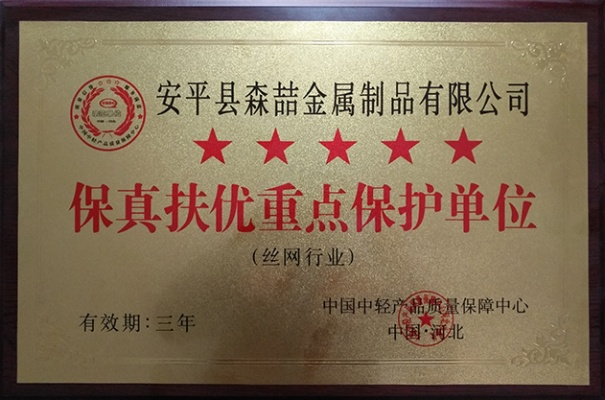 安平县森喆金属制品有限公司
★★★★★
保真扶优重点保护单位
(丝网行业)
中国中轻产品质量保障中心
有效期:三年
中国·河北